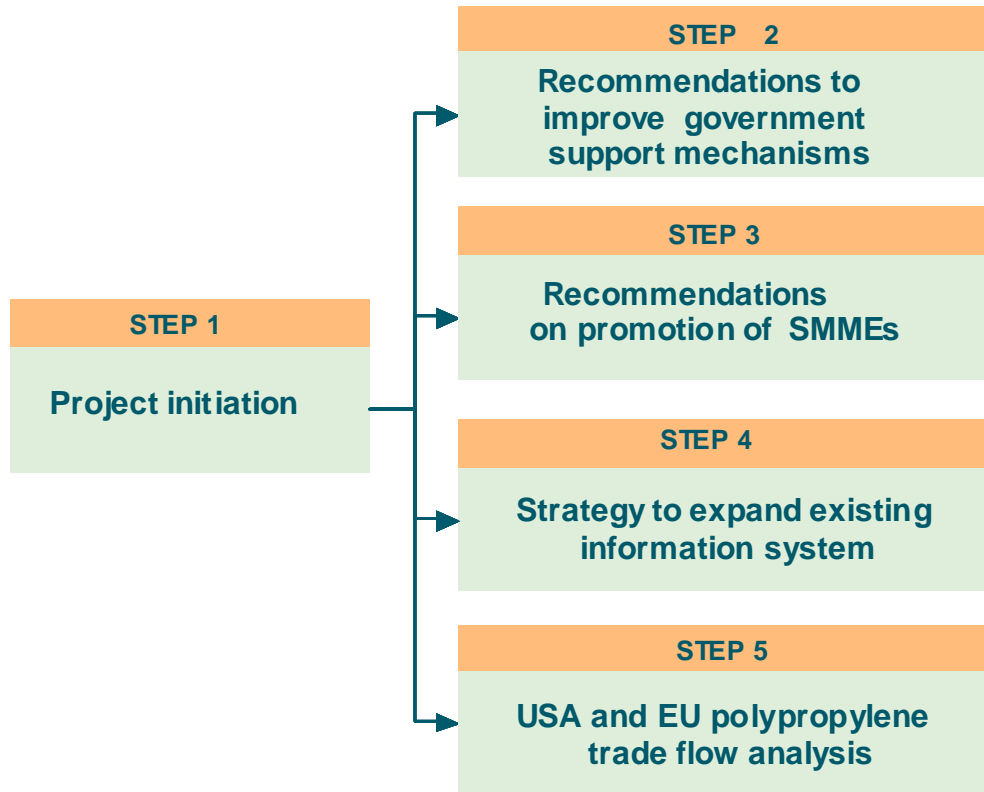 STEP 1
Project initiation
STEP 2
Recommendations to
improve government
support mechanisms
STEP 3
Recommendations
on promotion of SMMEs
STEP 4
Strategy to expand existing
information system
STEP 5
USA and EU polypropylene
trade flow analysis